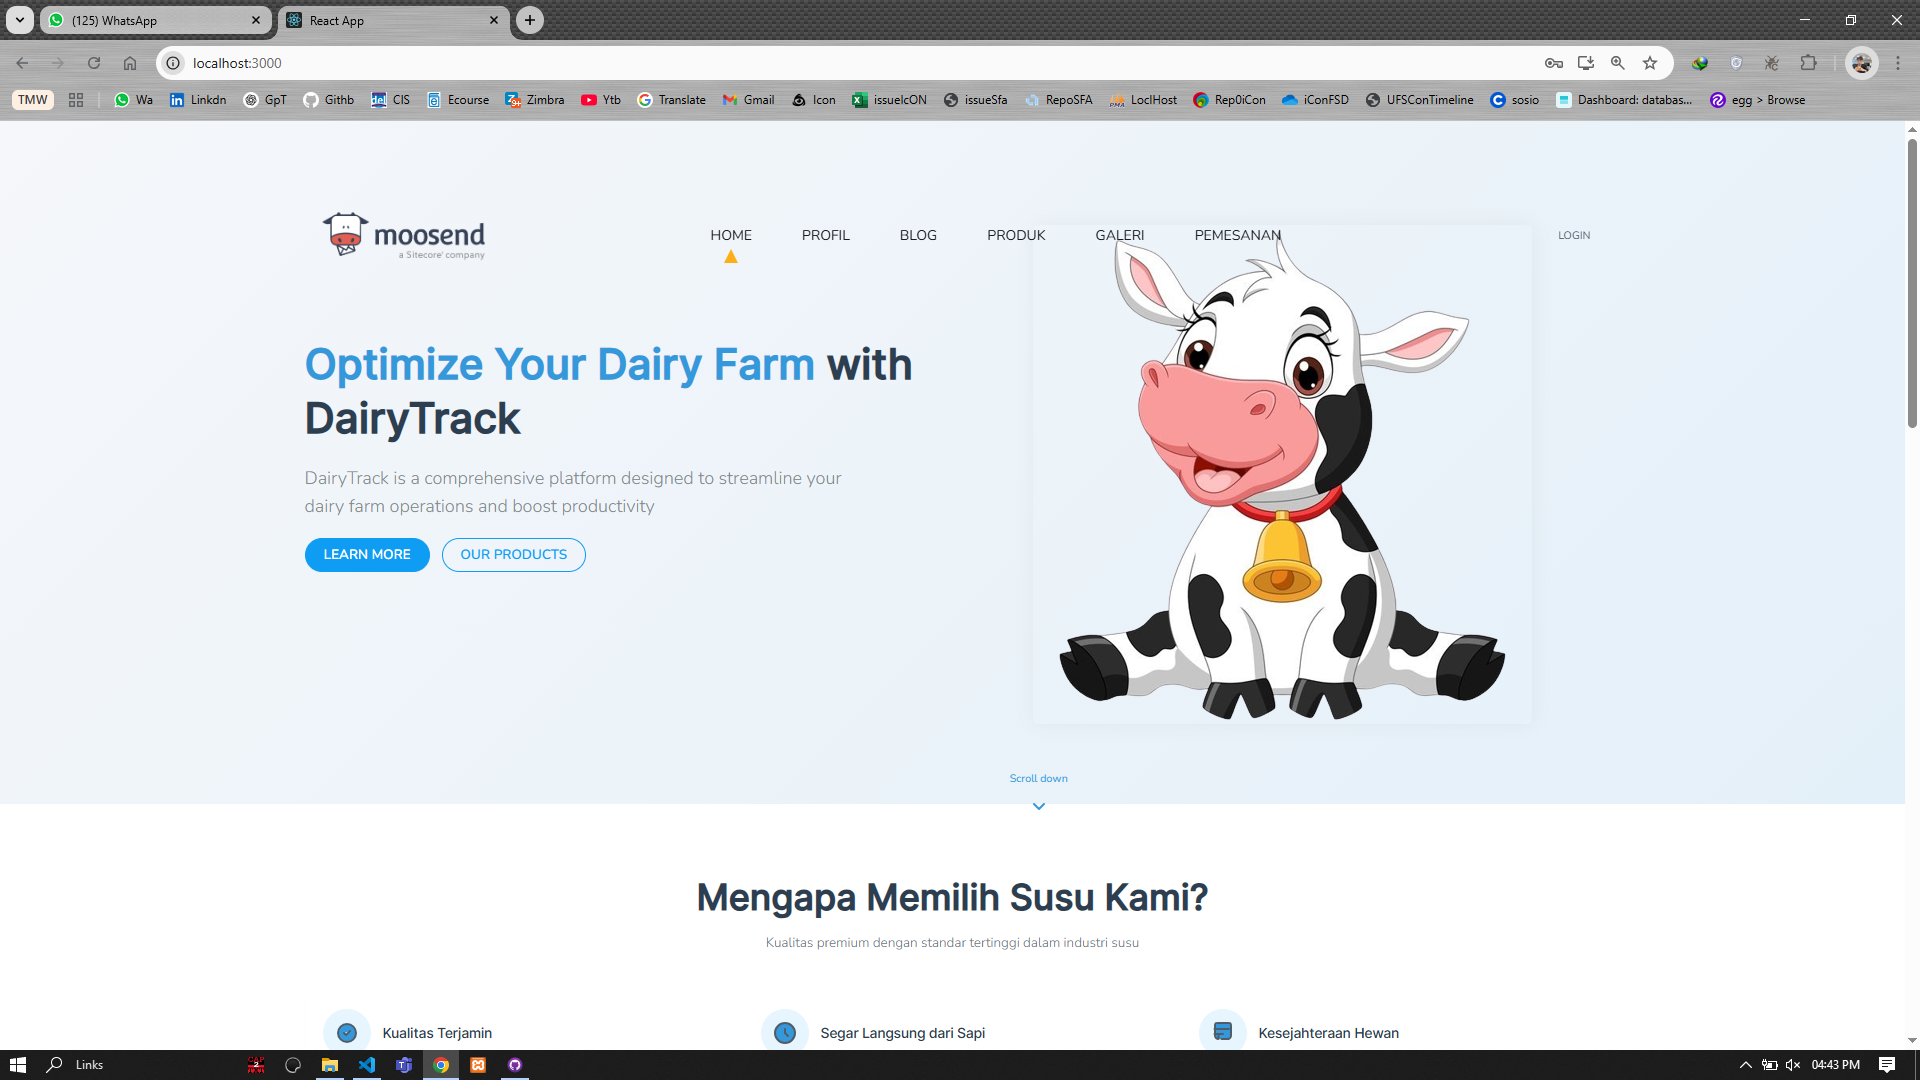 (125) WhatsApp
React App
localhost:3000
TMW
Wa
Linkdn
GpT
Githb
del
CIS
Ecourse
Zimbra
Ytb
Translate
Gmail
Icon
issueIcON
issueSfa
RepoSFA
LoclHost
Rep0iCon
iConFSD
UFSConTimeline
sosio
Dashboard: databas...
egg > Browse
moosend
a Sitecore' company
HOME
PROFIL
BLOG
PRODUK
GALERI
PEMESANAN
LOGIN
Optimize Your Dairy Farm with
DairyTrack
DairyTrack is a comprehensive platform designed to streamline your
dairy farm operations and boost productivity
LEARN MORE
OUR PRODUCTS
Scroll down
Mengapa Memilih Susu Kami?
Kualitas premium dengan standar tertinggi dalam industri susu
Kualitas Terjamin
Segar Langsung dari Sapi
Kesejahteraan Hewan
Links
04:43 PM